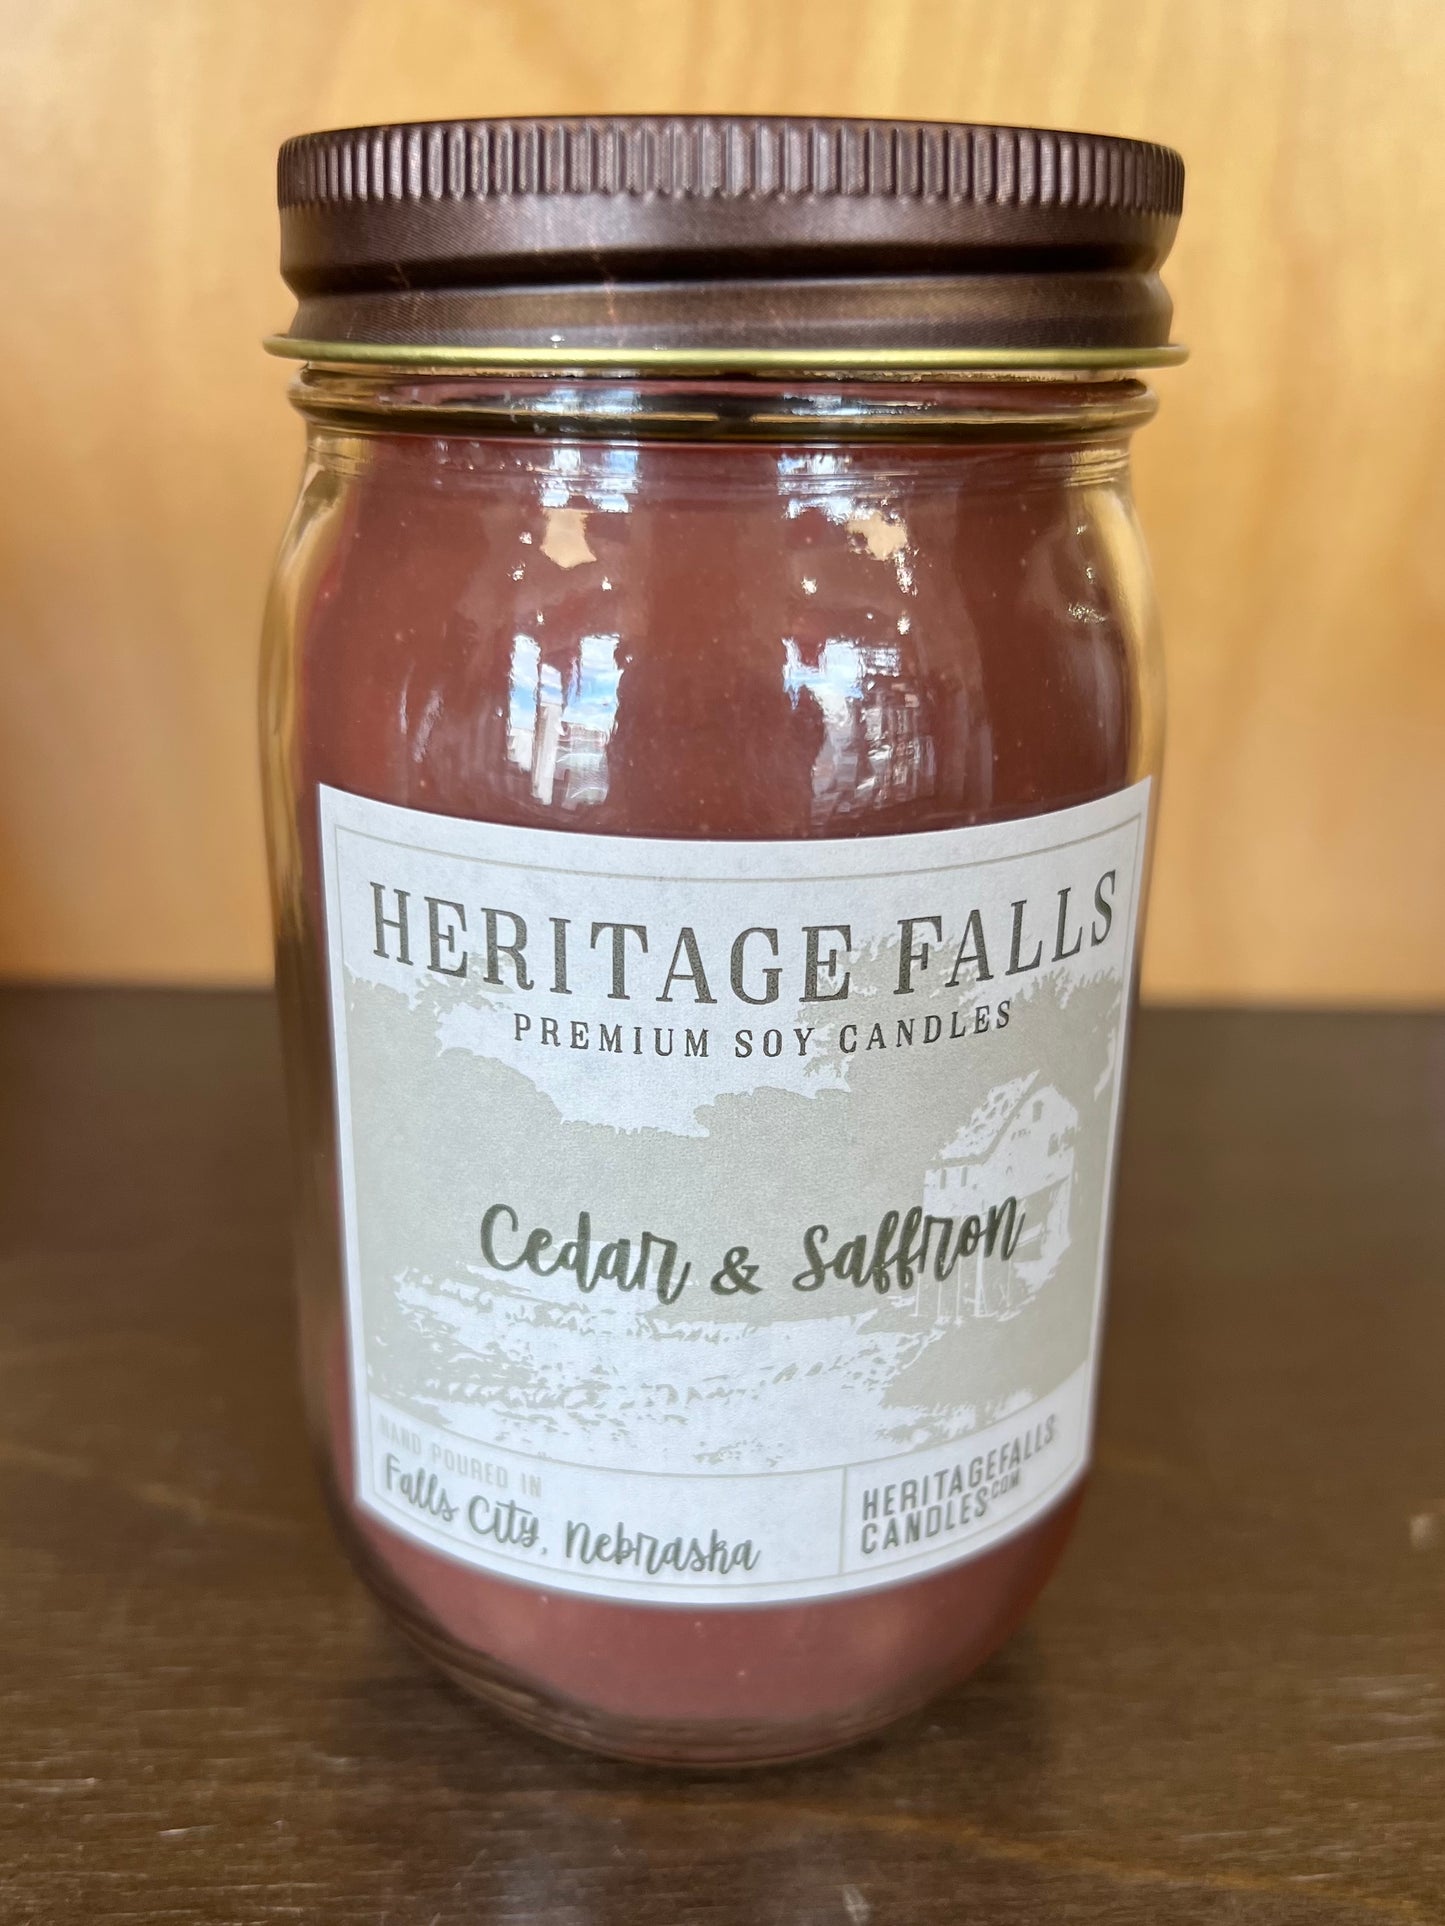 HERITAGE FALLS
PREMIUM SOY CANDLES
Cedar & Saffron
HAND POURED IN
Falls City, Nebraska
HERITAGEFALLS
CANDLES.COM